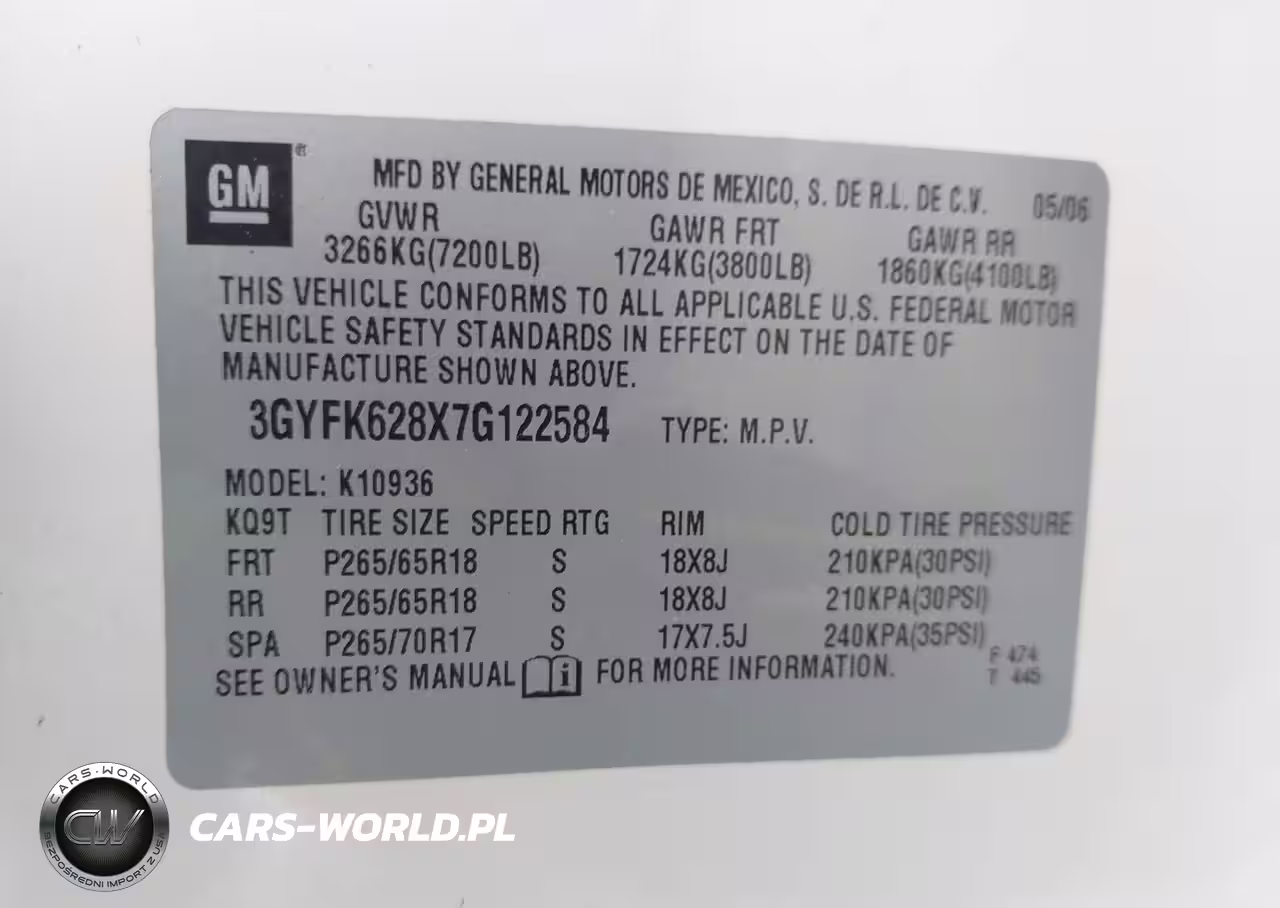 GM ®
MFD BY GENERAL MOTORS DE MEXICO, S. DE R.L. DE C.V. 05/06
GVWR GAWR FRT GAWR RR
3266KG(7200LB) 1724KG(3800LB) 1860KG(4100LB)
THIS VEHICLE CONFORMS TO ALL APPLICABLE U.S. FEDERAL MOTOR
VEHICLE SAFETY STANDARDS IN EFFECT ON THE DATE OF
MANUFACTURE SHOWN ABOVE.
3GYFK628X7G122584 TYPE: M.P.V.
MODEL: K10936
KQ9T TIRE SIZE SPEED RTG RIM COLD TIRE PRESSURE
FRT P265/65R18 S 18X8J 210KPA(30PSI)
RR P265/65R18 S 18X8J 210KPA(30PSI)
SPA P265/70R17 S 17X7.5J 240KPA(35PSI)
SEE OWNER'S MANUAL i FOR MORE INFORMATION.
F 474
T 445
CARS-WORLD
CW
BEZPOŚREDNI IMPORT Z USA
CARS-WORLD.PL